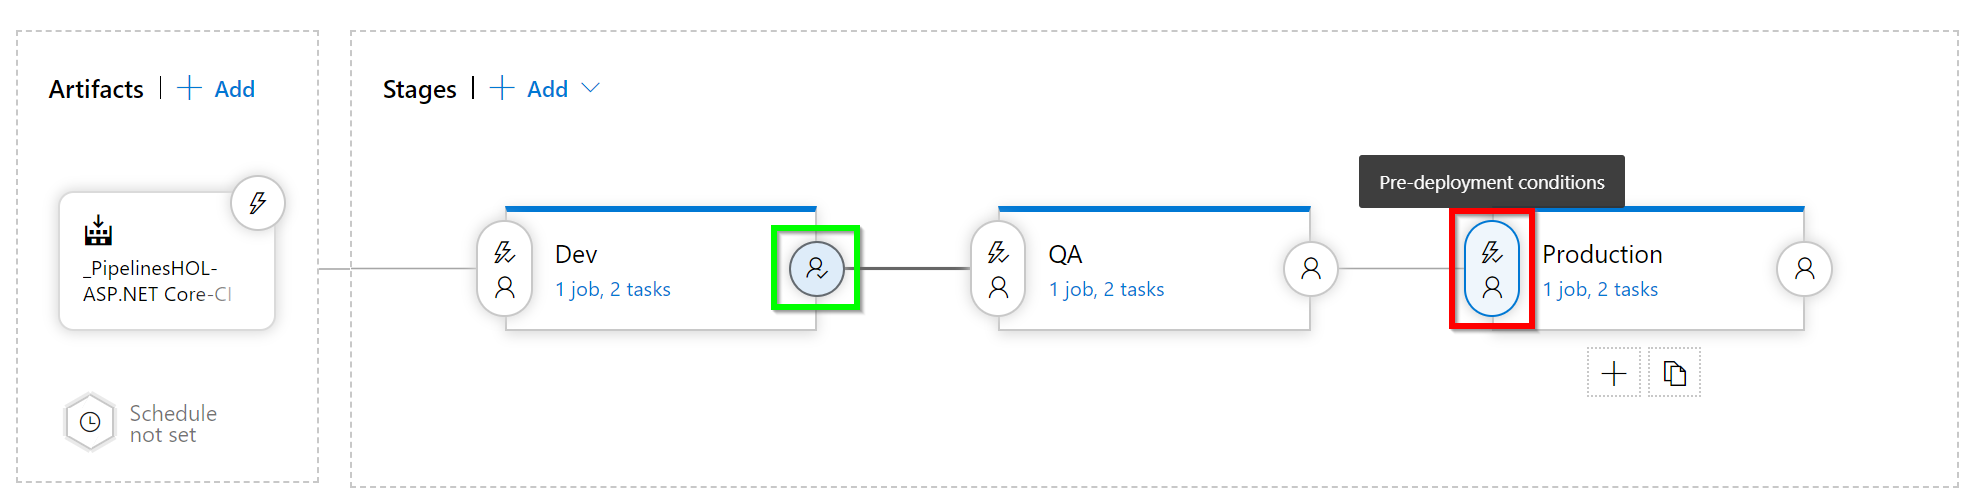 Artifacts | + Add
Stages | + Add
Pre-deployment conditions
_PipelinesHOL-
ASP.NET Core-CI
Dev
1 job, 2 tasks
QA
1 job, 2 tasks
Production
1 job, 2 tasks
Schedule
not set